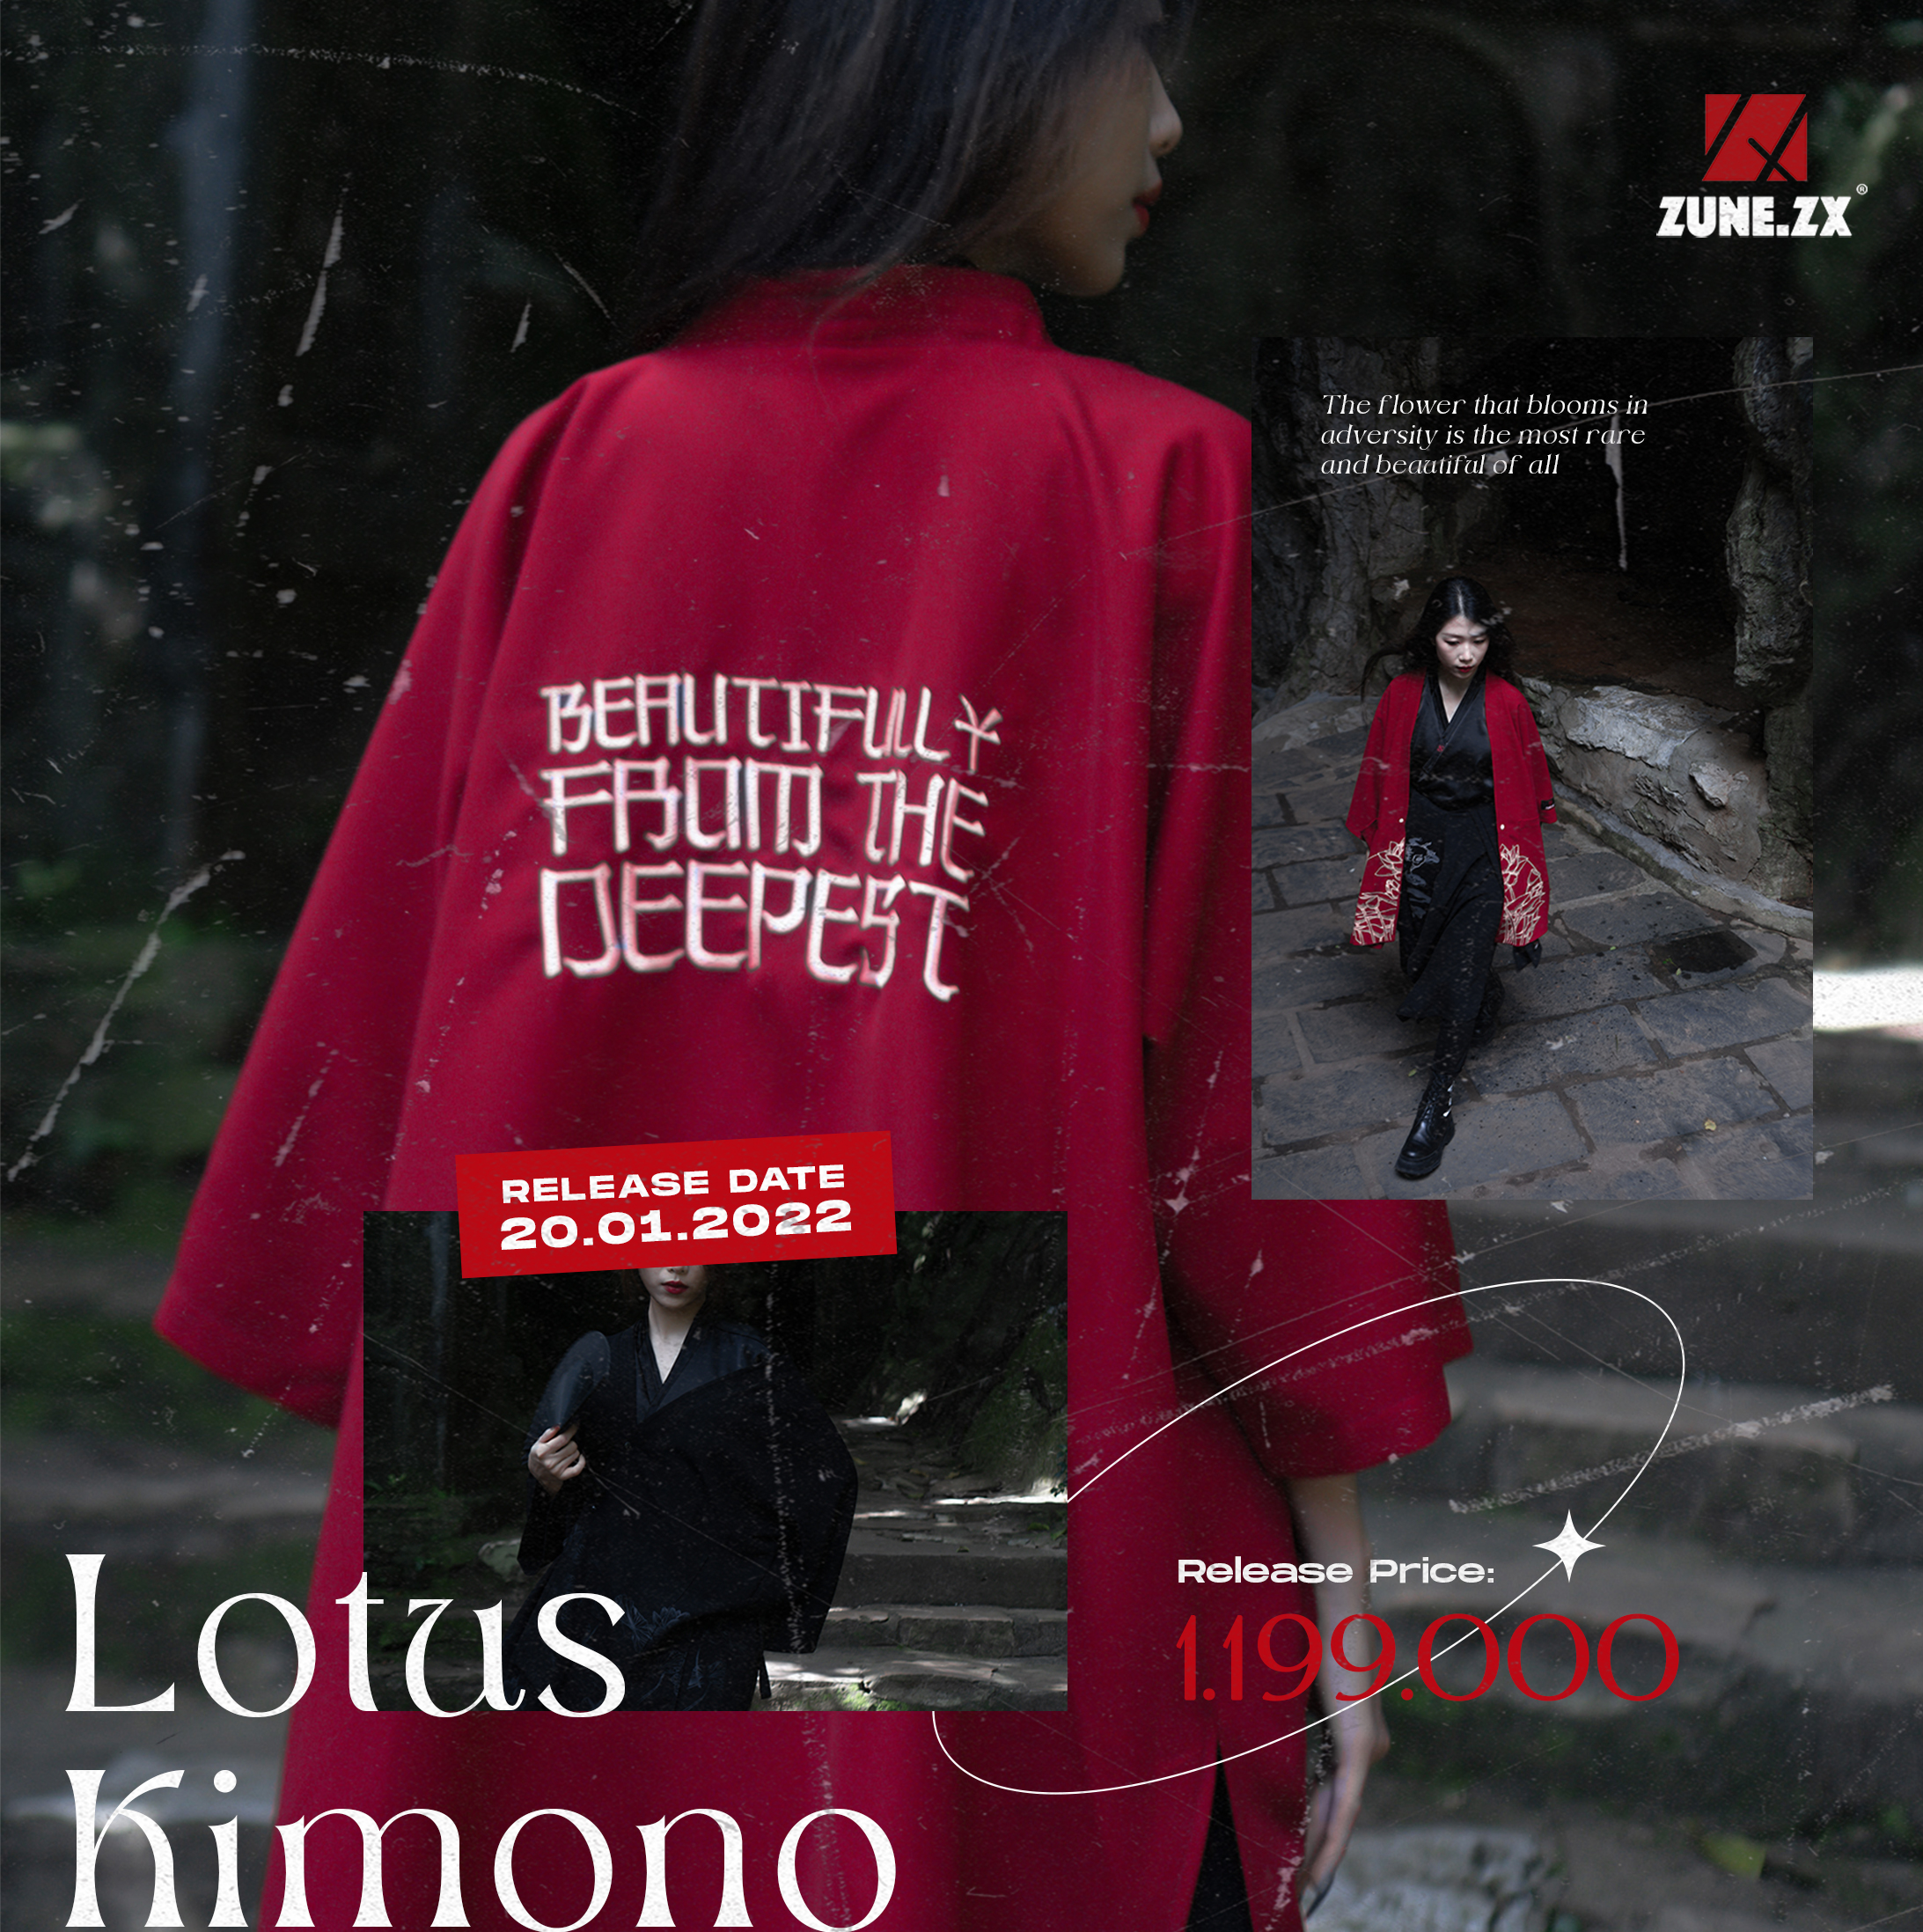 ZUNE.ZX®
The flower that blooms in
adversity is the most rare
and beautiful of all
BEAUTIFULLY
FROM THE
DEEPEST
RELEASE DATE
20.01.2022
Release Price:
1.199.000
Lotus
Kimono